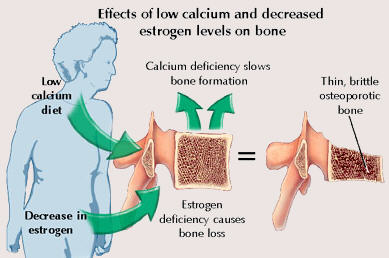 Effects of low calcium and decreased
estrogen levels on bone
Low
calcium
diet
Calcium deficiency slows
bone formation
Thin, brittle
osteoporotic
bone
=
Decrease in
estrogen
Estrogen
deficiency causes
bone loss